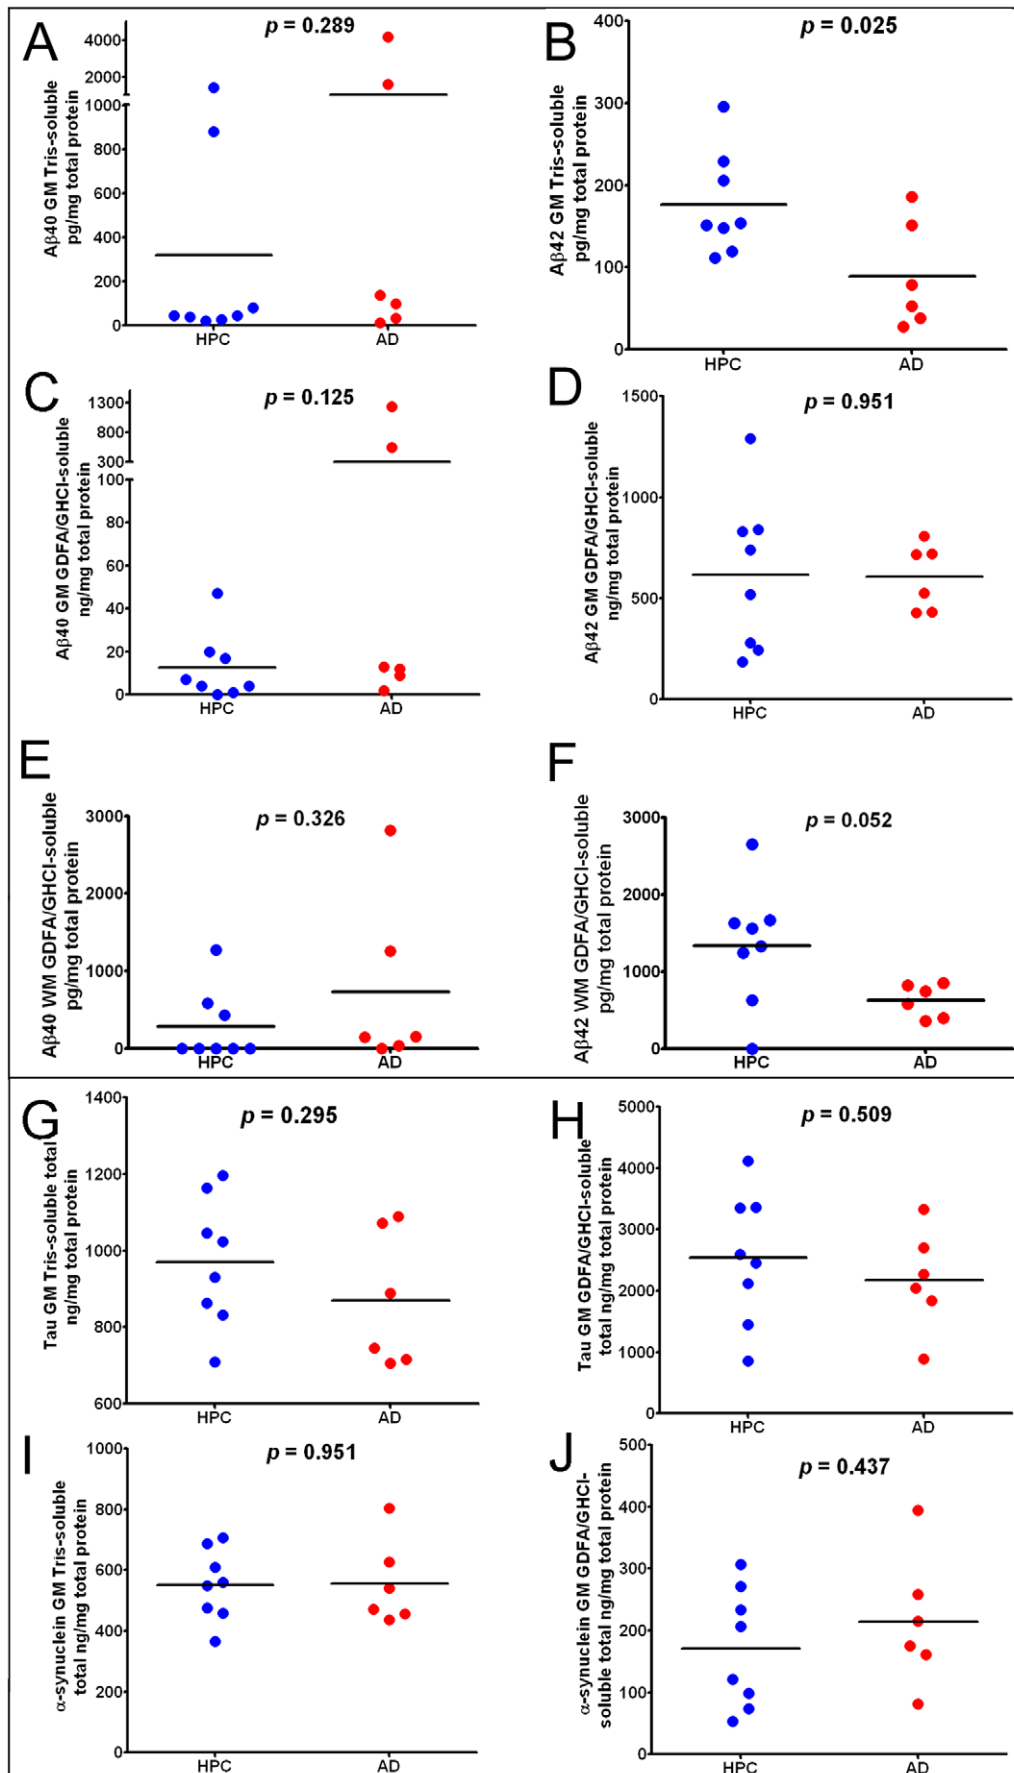 A
p = 0.289
Aβ40 GM Tris-soluble
pg/mg total protein
4000
2000
1000
800
600
400
200
0
HPC
AD
B
p = 0.025
Aβ42 GM Tris-soluble
pg/mg total protein
400
300
200
100
0
HPC
AD
C
p = 0.125
Aβ40 GM GDFA/GHCl-soluble
ng/mg total protein
1300
800
300
100
80
60
40
20
0
HPC
AD
D
p = 0.951
Aβ42 GM GDFA/GHCl-soluble
ng/mg total protein
1500
1000
500
0
HPC
AD
E
p = 0.326
Aβ40 WM GDFA/GHCl-soluble
pg/mg total protein
3000
2000
1000
0
HPC
AD
F
p = 0.052
Aβ42 WM GDFA/GHCl-soluble
pg/mg total protein
3000
2000
1000
0
HPC
AD
G
p = 0.295
Tau GM Tris-soluble total
ng/mg total protein
1400
1200
1000
800
600
HPC
AD
H
p = 0.509
Tau GM GDFA/GHCl-soluble
total ng/mg total protein
5000
4000
3000
2000
1000
0
HPC
AD
I
p = 0.951
α-synuclein GM Tris-soluble
total ng/mg total protein
1000
800
600
400
200
0
HPC
AD
J
p = 0.437
α-synuclein GM GDFA/GHCl-
soluble total ng/mg total protein
500
400
300
200
100
0
HPC
AD